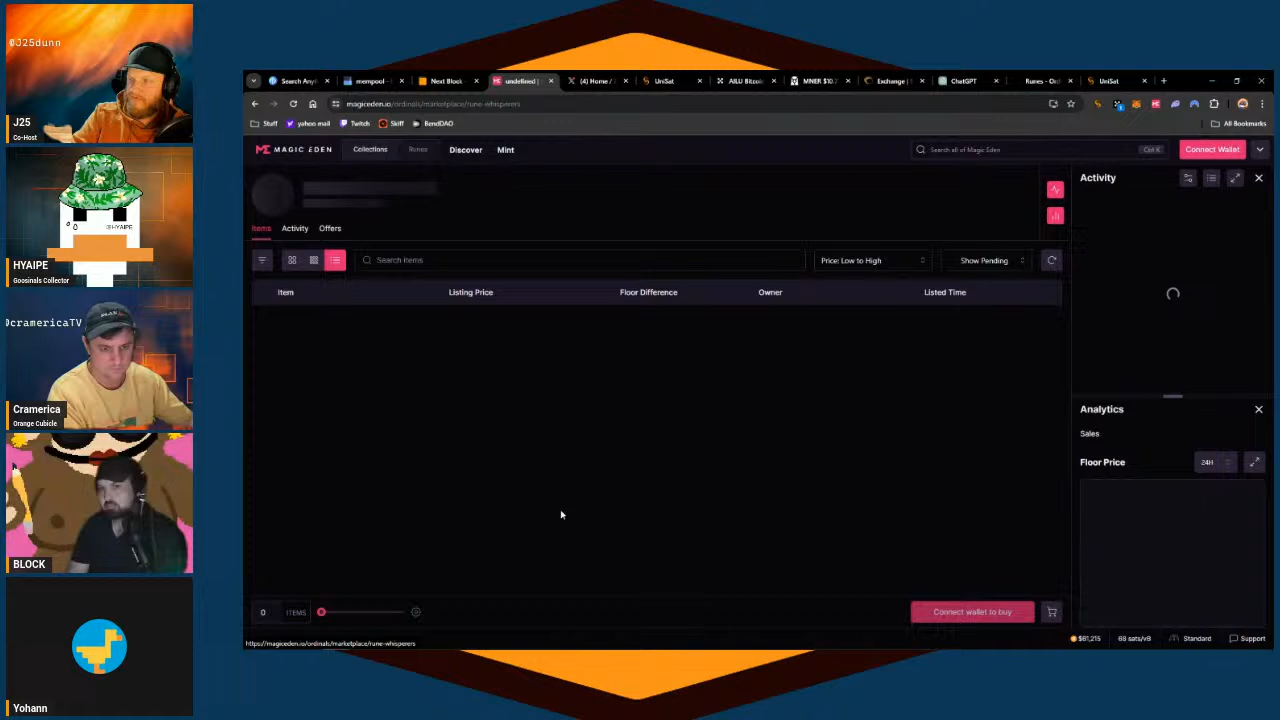 @J25dunn
J25
Co-Host
@HYAIPE
HYAIPE
Goosinals Collector
@cramericaTV
Cramerica
Orange Cubicle
BLOCK
Yohann
mempool -
Next Block -
undefined |
(4) Home /
UniSat
AILU Bitcoi
MINER $10.
Exchange |
ChatGPT
Runes - Ord
UniSat
magiceden.io/ordinals/marketplace/rune-whisperers
Stuff
yahoo mail
Twitch
Skiff
BendDAO
All Bookmarks
MAGIC EDEN
Collections
Runes
Discover
Mint
Search all of Magic Eden
Ctrl K
Connect Wallet
Items
Activity
Offers
Search items
Price: Low to High
Show Pending
Item
Listing Price
Floor Difference
Owner
Listed Time
0
ITEMS
Connect wallet to buy
https://magiceden.io/ordinals/marketplace/rune-whisperers
Activity
Analytics
Sales
Floor Price
24H
$61,215
68 sats/vB
Standard
Support